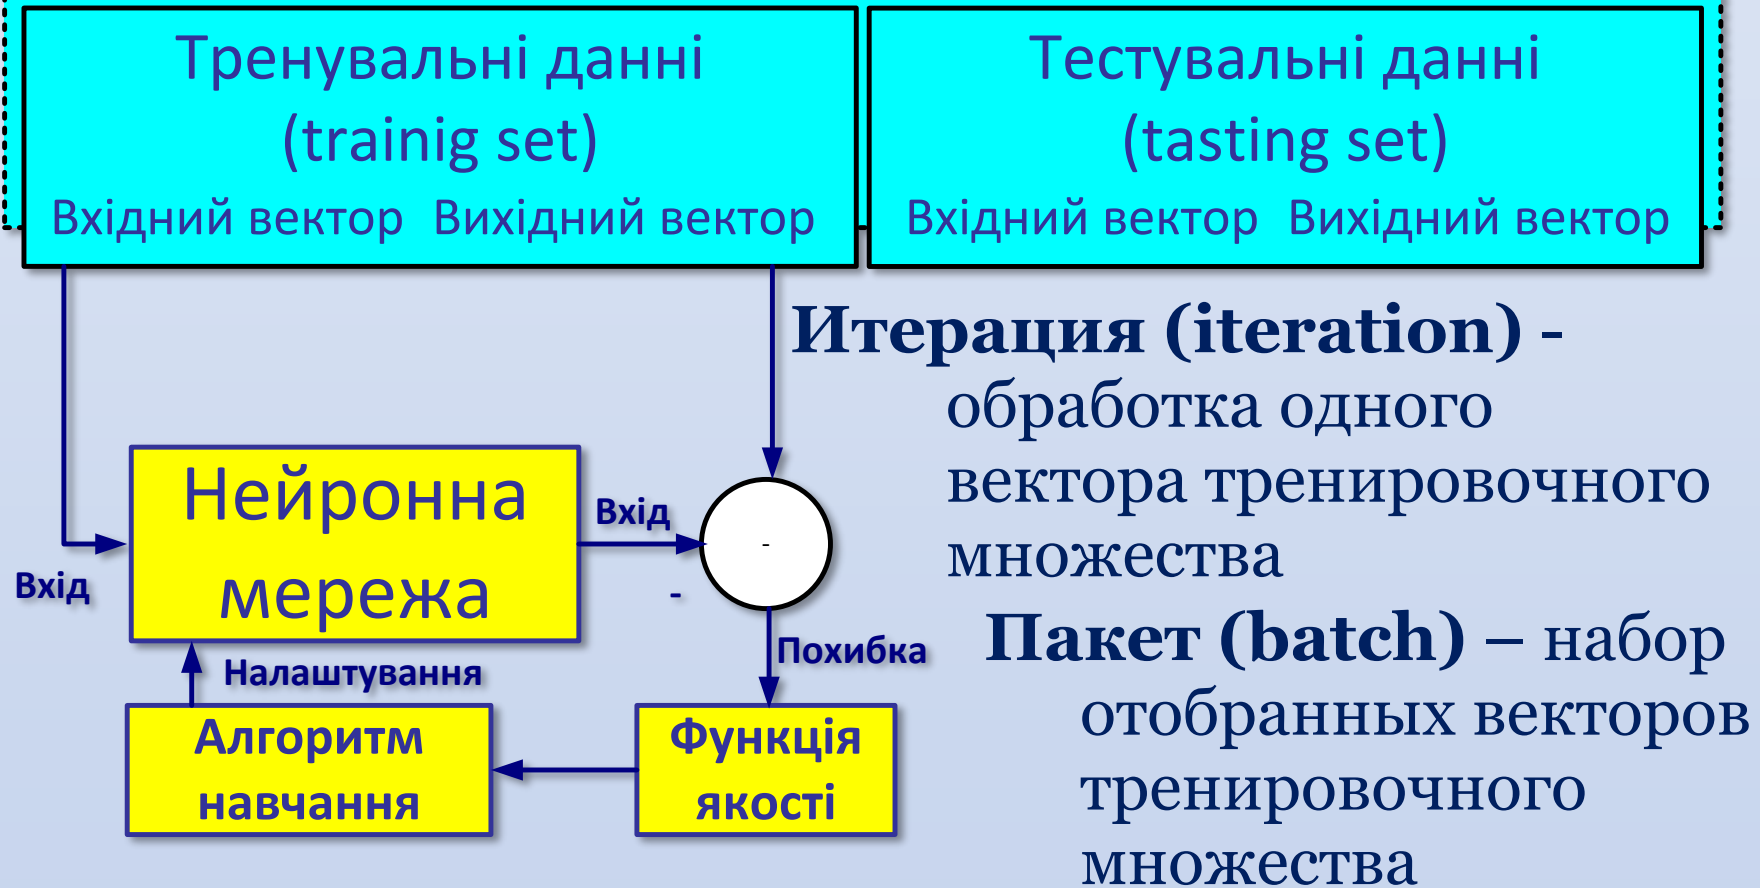 Тренувальні данні
(trainig set)
Вхідний вектор Вихідний вектор
Тестувальні данні
(tasting set)
Вхідний вектор Вихідний вектор
Итерация (iteration) -
обработка одного
вектора тренировочного
множества
Пакет (batch) – набор
отобранных векторов
тренировочного
множества
Нейронна
мережа
Вхід
Вхід
-
-
Похибка
Налаштування
Алгоритм
навчання
Функція
якості